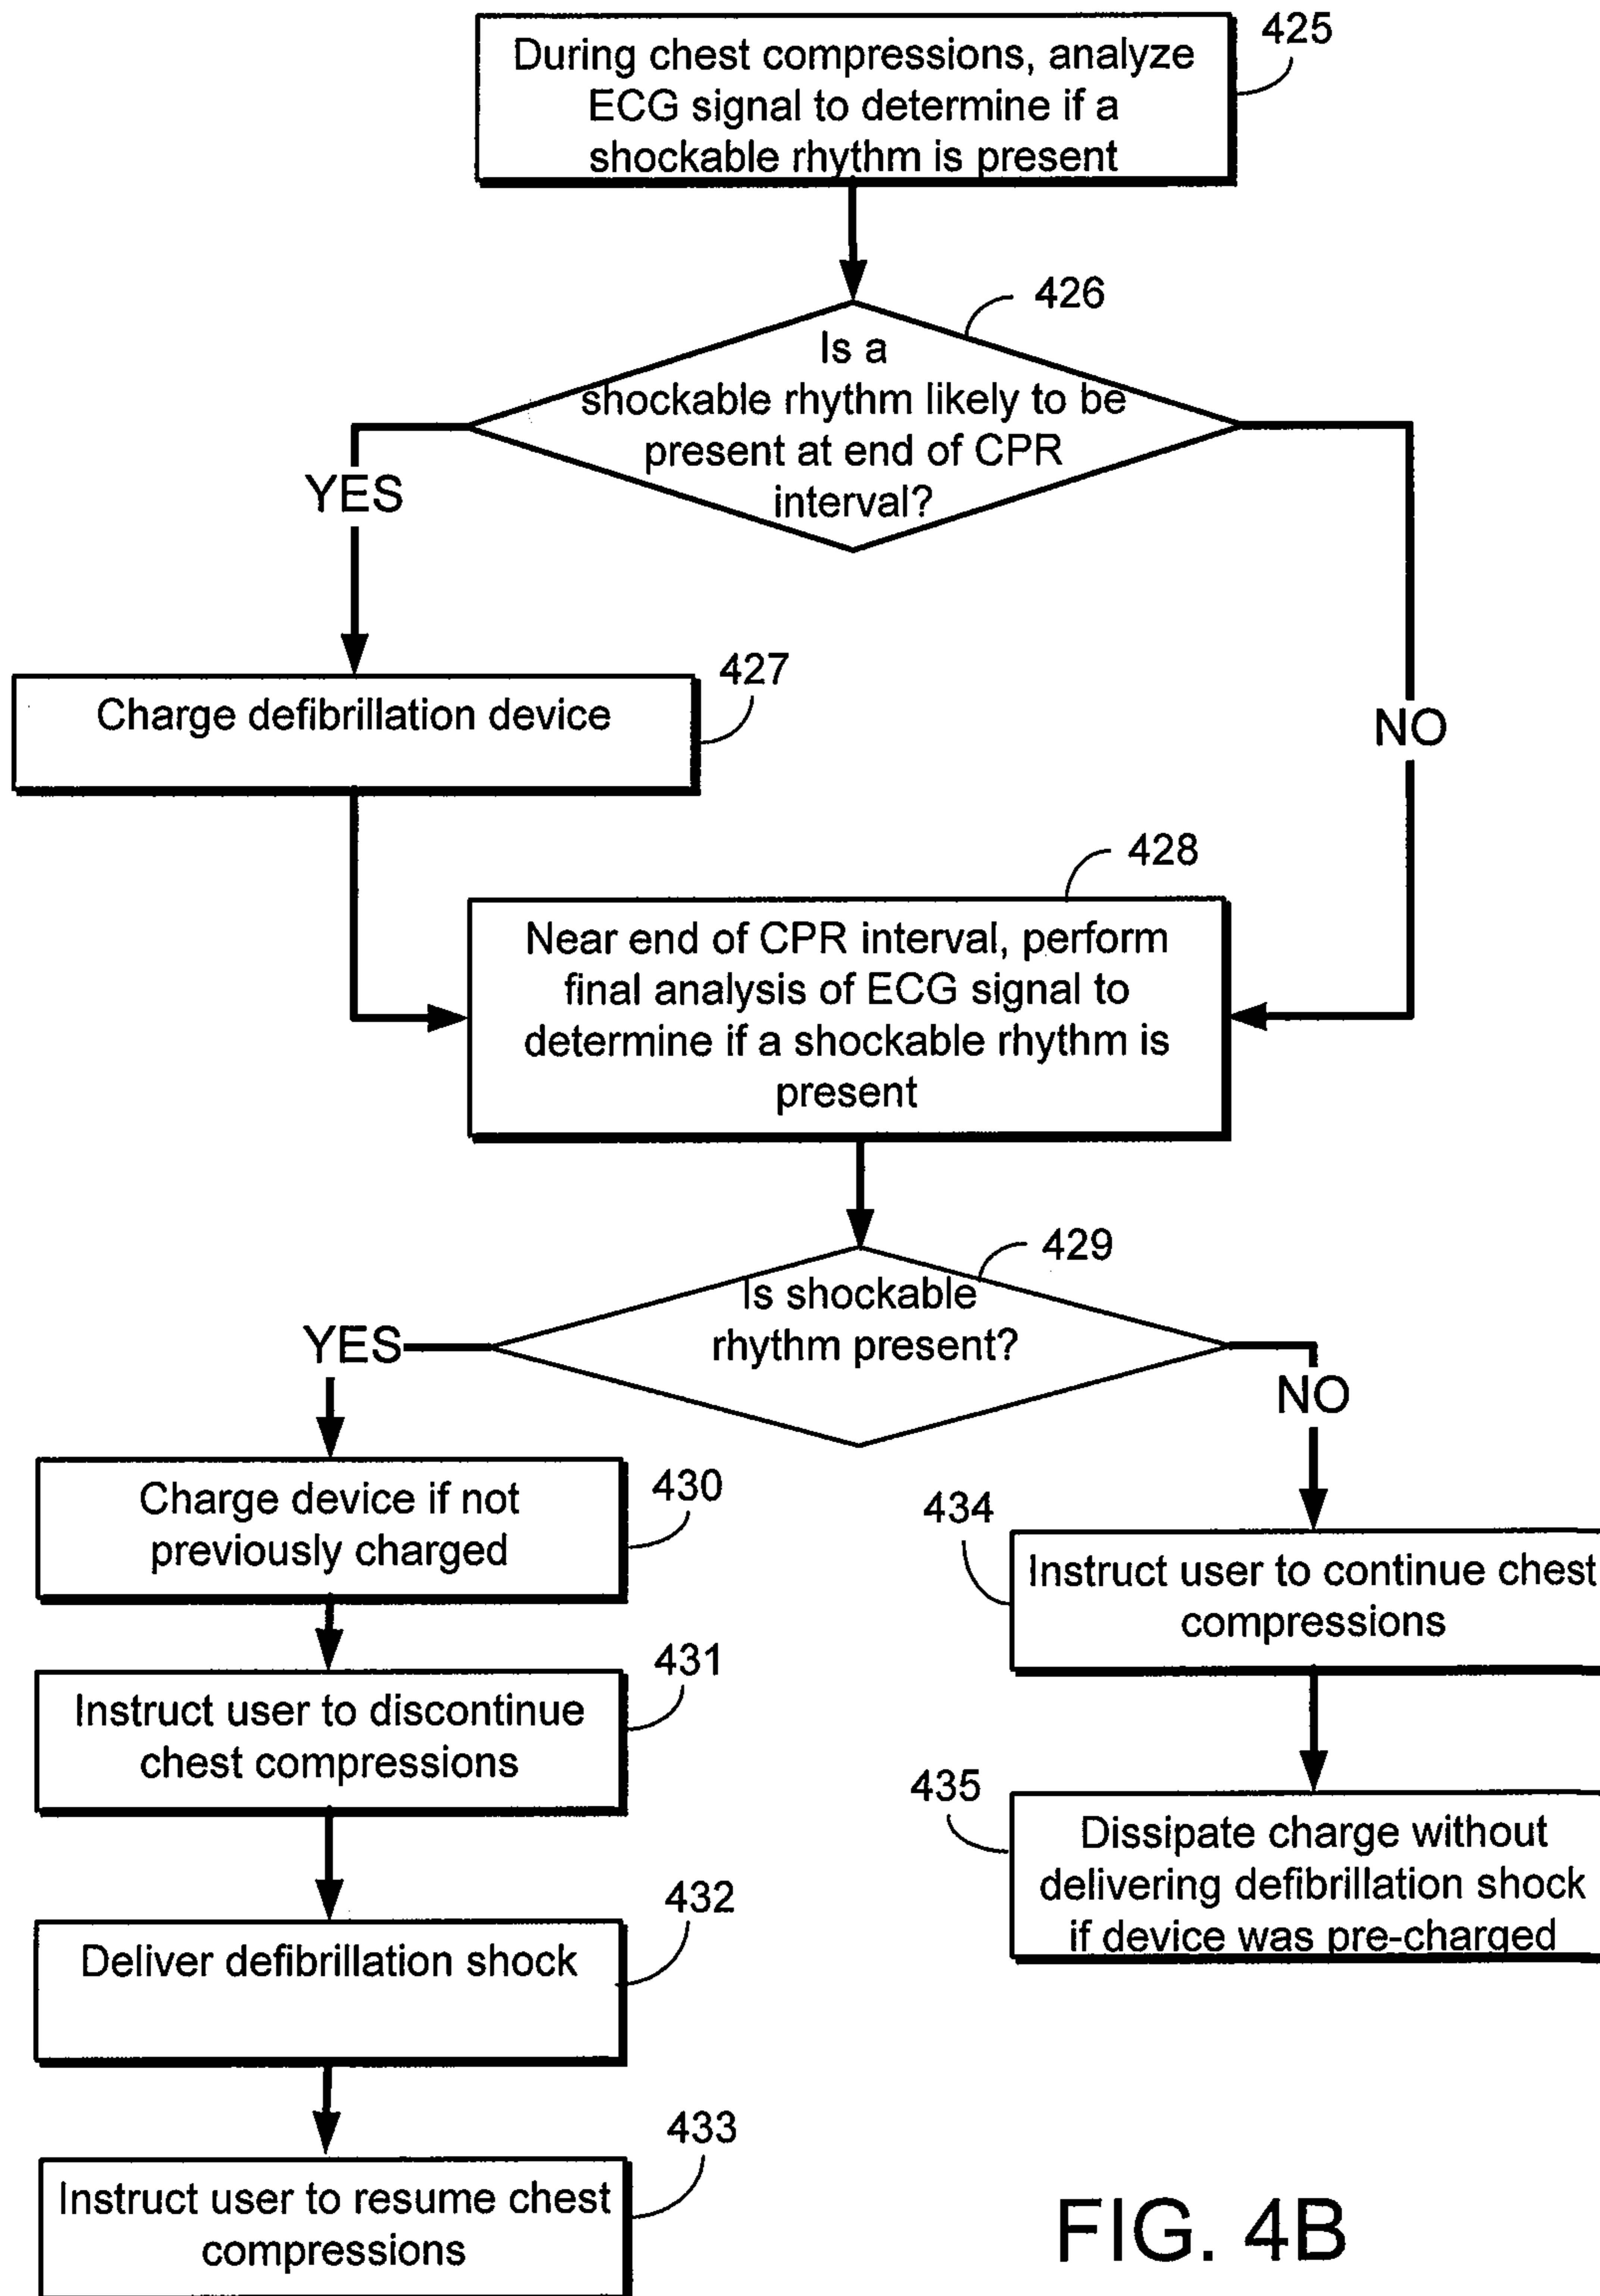 425
During chest compressions, analyze
ECG signal to determine if a
shockable rhythm is present
426
Is a
shockable rhythm likely to be
present at end of CPR
interval?
YES
NO
427
Charge defibrillation device
428
Near end of CPR interval, perform
final analysis of ECG signal to
determine if a shockable rhythm is
present
429
Is shockable
rhythm present?
YES
NO
430
Charge device if not
previously charged
434
Instruct user to continue chest
compressions
431
Instruct user to discontinue
chest compressions
435
Dissipate charge without
delivering defibrillation shock
if device was pre-charged
432
Deliver defibrillation shock
433
Instruct user to resume chest
compressions
FIG. 4B